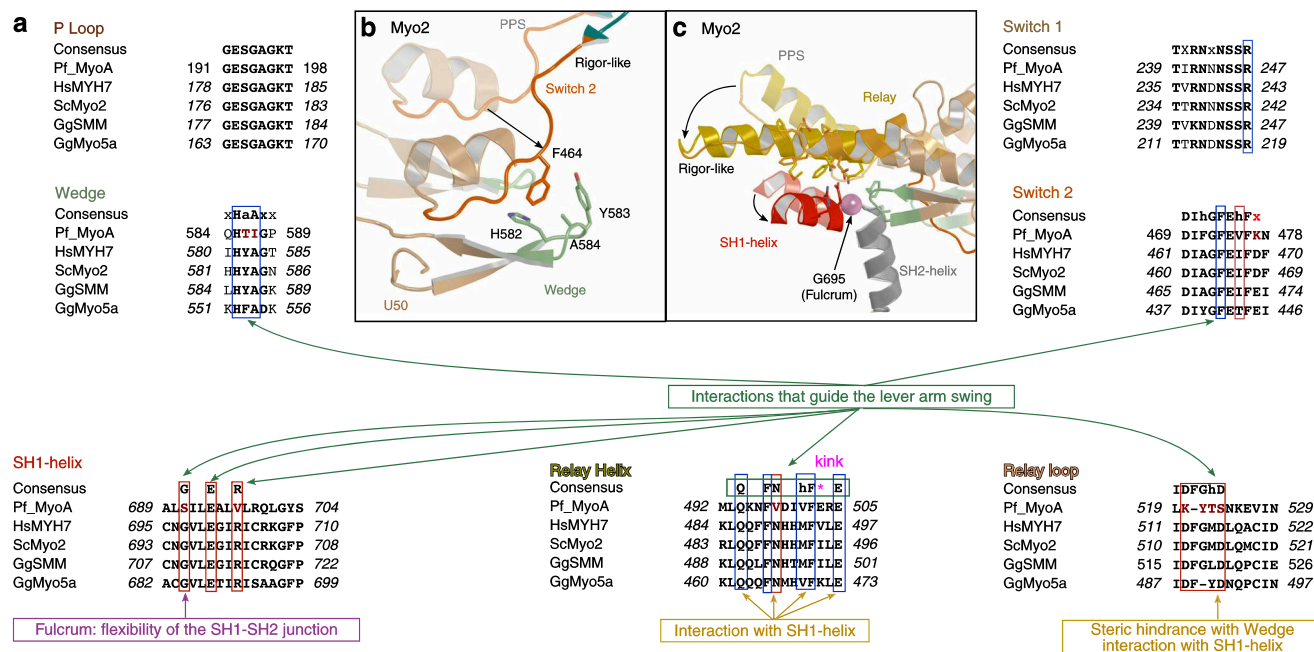 a
P Loop
Consensus GESGAGKT
Pf_MyoA 191 GESGAGKT 198
HsMYH7 178 GESGAGKT 185
ScMyo2 176 GESGAGKT 183
GgSMM 177 GESGAGKT 184
GgMyo5a 163 GESGAGKT 170
Wedge
Consensus xHaAxx
Pf_MyoA 584 QHTIGP 589
HsMYH7 580 IHYAGT 585
ScMyo2 581 HHYAGN 586
GgSMM 584 LHYAGK 589
GgMyo5a 551 KHFADK 556
b Myo2
PPS
Rigor-like
Switch 2
F464
Y583
H582
A584
Wedge
U50
c Myo2
PPS
Relay
Rigor-like
SH1-helix
G695
(Fulcrum)
SH2-helix
Switch 1
Consensus TxRNxNSSR
Pf_MyoA 239 TIRNNNSSR 247
HsMYH7 235 TVRNDNSSR 243
ScMyo2 234 TTRNNNSSR 242
GgSMM 239 TVKNDNSSR 247
GgMyo5a 211 TTRNDNSSR 219
Switch 2
Consensus DIhGFEhFx
Pf_MyoA 469 DIFGFEVFKN 478
HsMYH7 461 DIAGFEIFDF 470
ScMyo2 460 DIAGFEIFDF 469
GgSMM 465 DIAGFEIFEI 474
GgMyo5a 437 DIYGFETFEI 446
Interactions that guide the lever arm swing
SH1-helix
Consensus G E R
Pf_MyoA 689 ALSILEALVLRQLGYS 704
HsMYH7 695 CNGVLEGIRICRKGFP 710
ScMyo2 693 CNGVLEGIRICRKGFP 708
GgSMM 707 CNGVLEGIRICRQGFP 722
GgMyo5a 682 ACGVLETIRISAAGFP 699
Fulcrum: flexibility of the SH1-SH2 junction
kink
Relay Helix
Consensus Q FN hF* E
Pf_MyoA 492 MLQKNFVDIVFERE 505
HsMYH7 484 KLQQFFNHHMFVLE 497
ScMyo2 483 RLQQFFNHHMFILE 496
GgSMM 488 KLQQLFNHTMFILE 501
GgMyo5a 460 KLQQQFNMHVFKLE 473
Interaction with SH1-helix
Relay loop
Consensus IDFGhD
Pf_MyoA 519 LK-YTSNKEVIN 529
HsMYH7 511 IDFGMDLQACID 522
ScMyo2 510 IDFGMDLQMCID 521
GgSMM 515 IDFGLDLQPCIE 526
GgMyo5a 487 IDF-YDNQPCIN 497
Steric hindrance with Wedge
interaction with SH1-helix